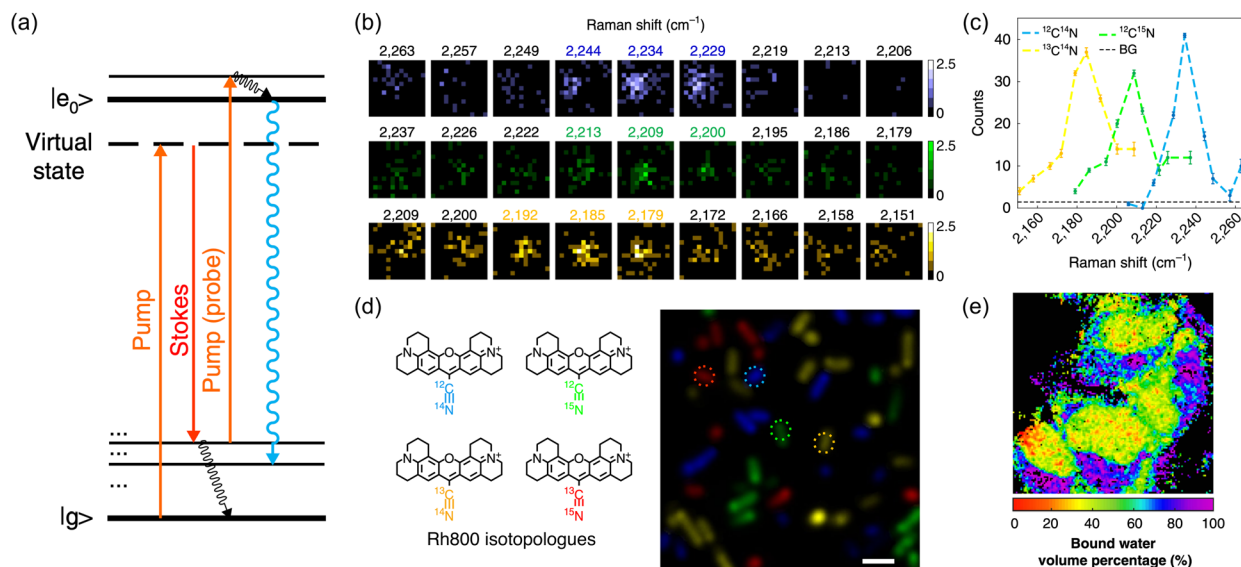 (a)
|e₀>
Virtual
state
Pump
Stokes
Pump (probe)
...
...
...
|g>
(b)
Raman shift (cm⁻¹)
2,263 2,257 2,249 2,244 2,234 2,229 2,219 2,213 2,206
2.5
0
2,237 2,226 2,222 2,213 2,209 2,200 2,195 2,186 2,179
2.5
0
2,209 2,200 2,192 2,185 2,179 2,172 2,166 2,158 2,151
2.5
0
(c)
¹²C¹⁴N ¹²C¹⁵N
¹³C¹⁴N BG
Counts
40
30
20
10
0
2,160 2,180 2,200 2,220 2,240 2,260
Raman shift (cm⁻¹)
(d)
O N N⁺ O N N⁺
¹²C ¹²C
¹⁴N ¹⁵N
O N N⁺ O N N⁺
¹³C ¹³C
¹⁴N ¹⁵N
Rh800 isotopologues
(e)
0 20 40 60 80 100
Bound water
volume percentage (%)